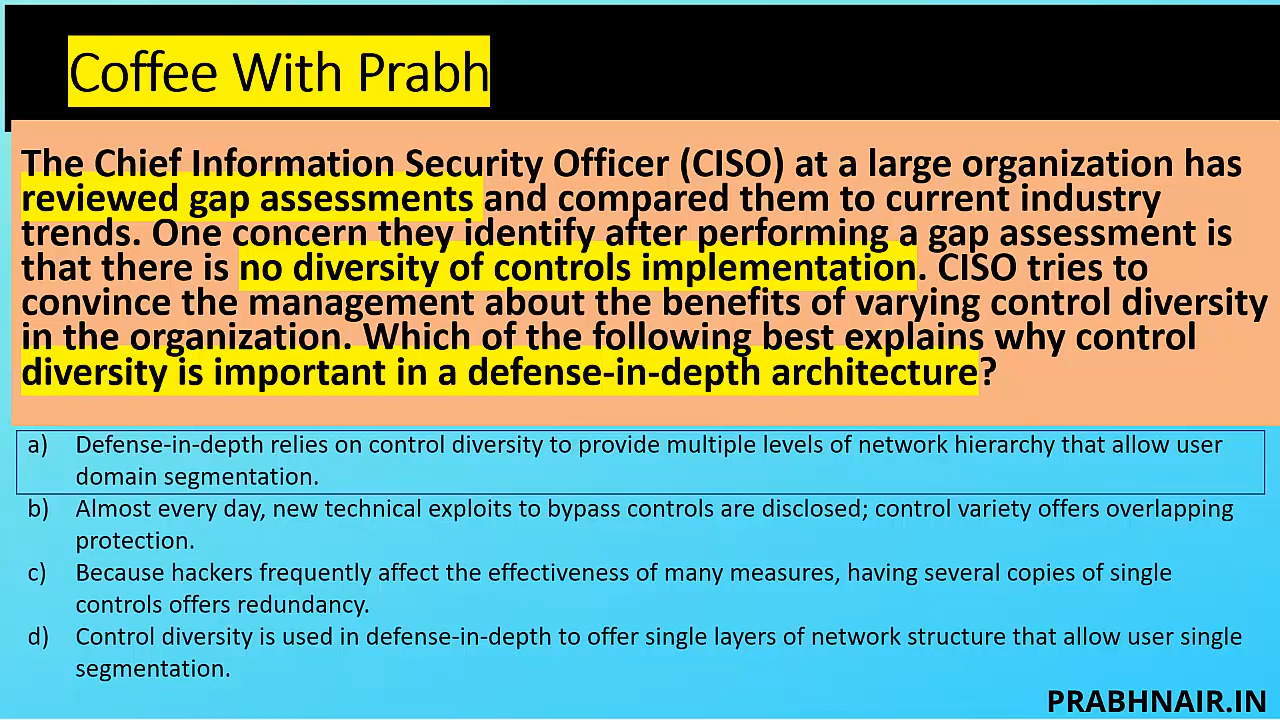 Coffee With Prabh
The Chief Information Security Officer (CISO) at a large organization has
reviewed gap assessments and compared them to current industry
trends. One concern they identify after performing a gap assessment is
that there is no diversity of controls implementation. CISO tries to
convince the management about the benefits of varying control diversity
in the organization. Which of the following best explains why control
diversity is important in a defense-in-depth architecture?
a) Defense-in-depth relies on control diversity to provide multiple levels of network hierarchy that allow user
domain segmentation.
b) Almost every day, new technical exploits to bypass controls are disclosed; control variety offers overlapping
protection.
c) Because hackers frequently affect the effectiveness of many measures, having several copies of single
controls offers redundancy.
d) Control diversity is used in defense-in-depth to offer single layers of network structure that allow user single
segmentation.
PRABHNAIR.IN